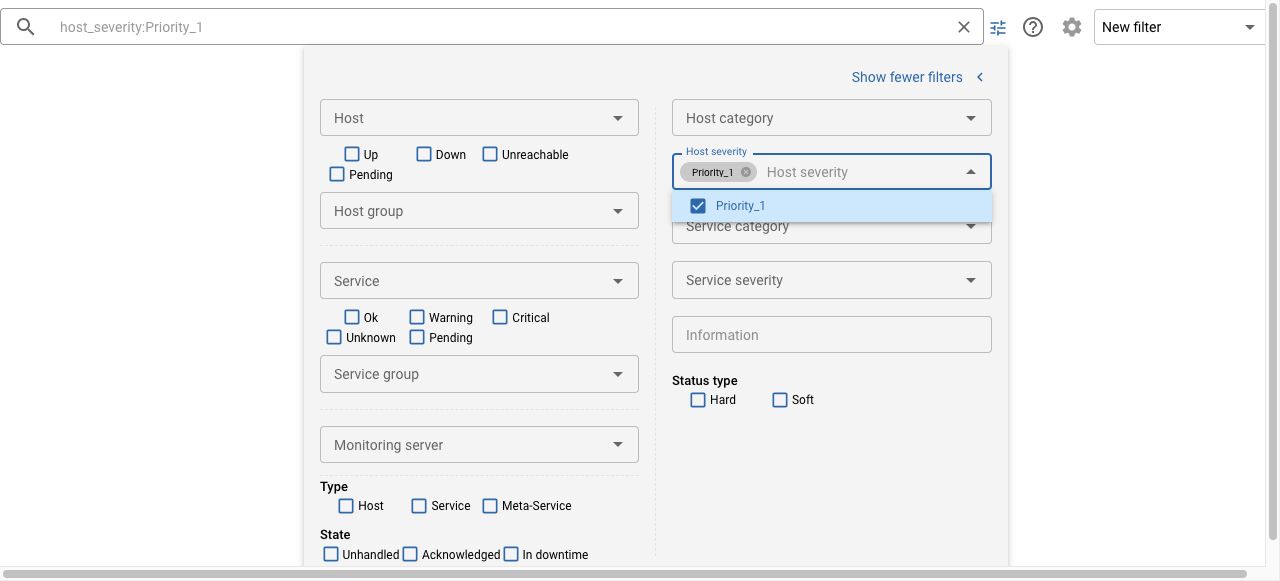 host_severity:Priority_1
New filter
Show fewer filters
Host
Up Down Unreachable
Pending
Host group
Service
Ok Warning Critical
Unknown Pending
Service group
Monitoring server
Type
Host Service Meta-Service
State
Unhandled Acknowledged In downtime
Host category
Host severity
Priority_1 Host severity
Priority_1
Service category
Service severity
Information
Status type
Hard Soft